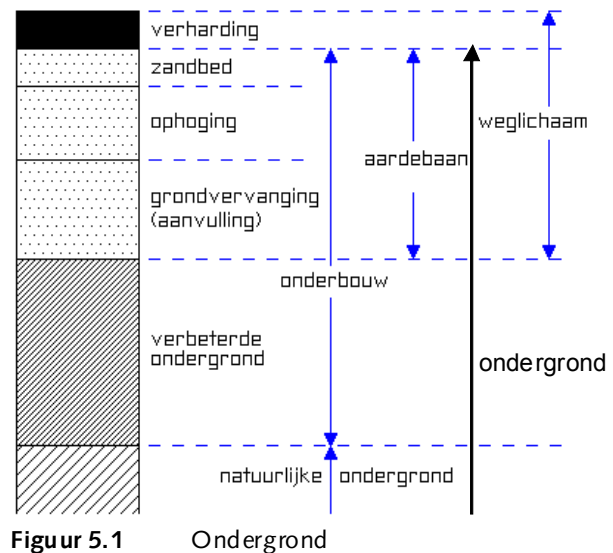 verharding
zandbed
ophoging
weglichaam
aardebaan
grondvervanging
(aanvulling)
onderbouw
verbeterde
ondergrond
ondergrond
natuurlijke ondergrond
Figuur 5.1 Ondergrond